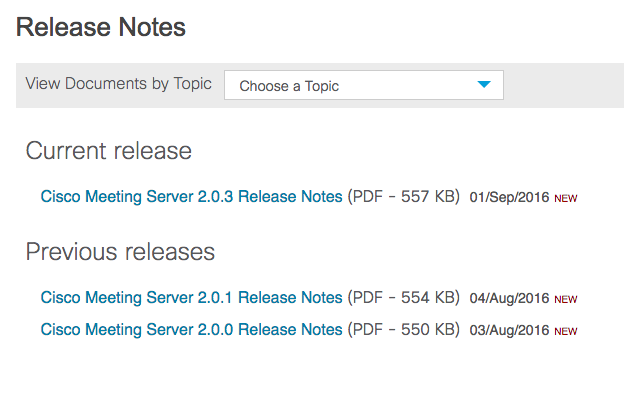 Release Notes
View Documents by Topic Choose a Topic
Current release
Cisco Meeting Server 2.0.3 Release Notes (PDF - 557 KB) 01/Sep/2016 NEW
Previous releases
Cisco Meeting Server 2.0.1 Release Notes (PDF - 554 KB) 04/Aug/2016 NEW
Cisco Meeting Server 2.0.0 Release Notes (PDF - 550 KB) 03/Aug/2016 NEW